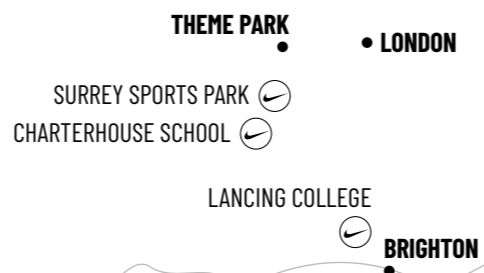 THEME PARK
LONDON
SURREY SPORTS PARK
CHARTERHOUSE SCHOOL
LANCING COLLEGE
BRIGHTON